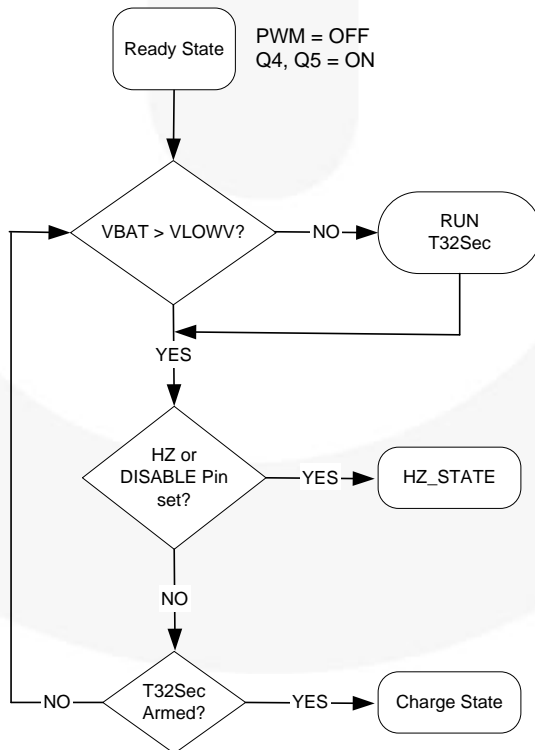 Ready State
PWM = OFF
Q4, Q5 = ON
VBAT > VLOWV?
NO
RUN
T32Sec
YES
HZ or
DISABLE Pin
set?
YES
HZ_STATE
NO
T32Sec
Armed?
NO
YES
Charge State